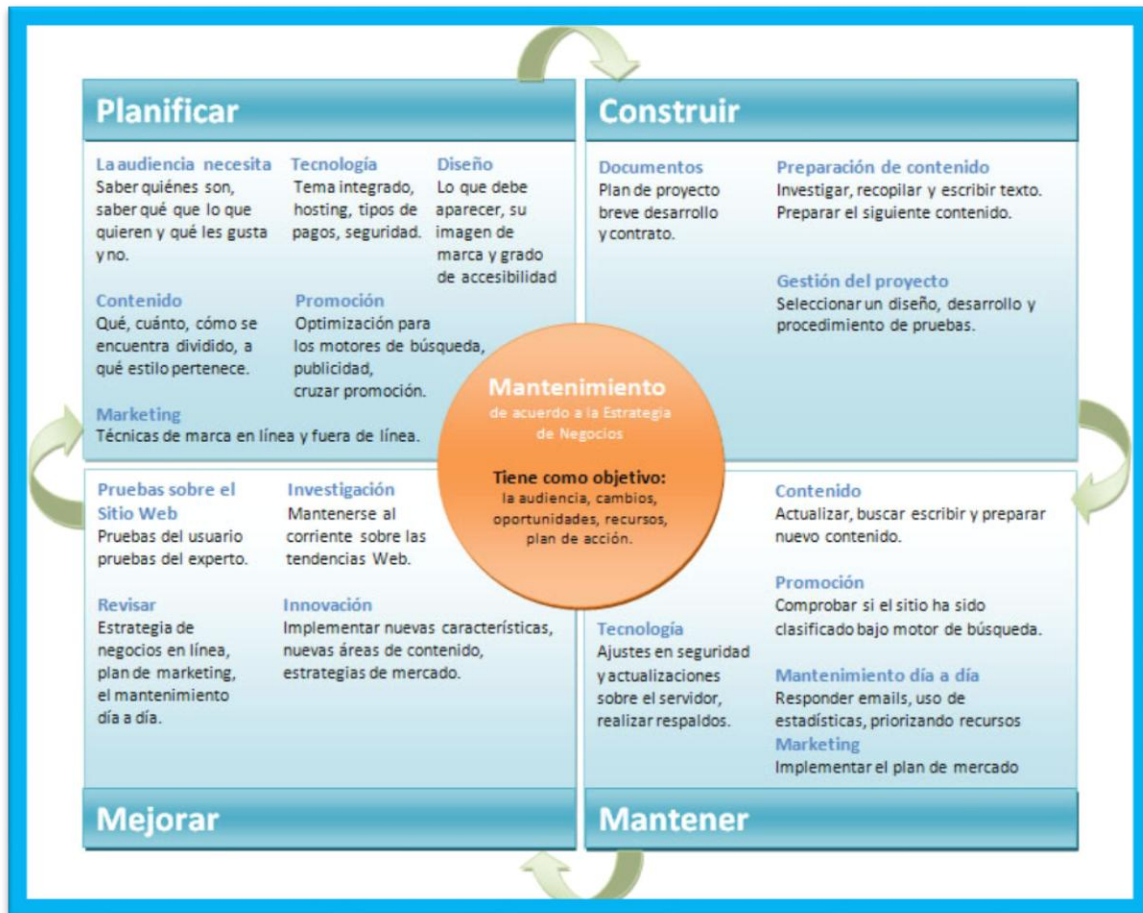 Planificar
La audiencia necesita
Saber quiénes son,
saber qué que lo que
quieren y qué les gusta
y no.
Tecnología
Tema integrado,
hosting, tipos de
pagos, seguridad.
Diseño
Lo que debe
aparecer, su
imagen de
marca y grado
de accesibilidad
Contenido
Qué, cuánto, cómo se
encuentra dividido, a
qué estilo pertenece.
Promoción
Optimización para
los motores de búsqueda,
publicidad,
cruzar promoción.
Marketing
Técnicas de marca en línea y fuera de línea.
Construir
Documentos
Plan de proyecto
breve desarrollo
y contrato.
Preparación de contenido
Investigar, recopilar y escribir texto.
Preparar el siguiente contenido.
Gestión del proyecto
Seleccionar un diseño, desarrollo y
procedimiento de pruebas.
Mantenimiento
de acuerdo a la Estrategia
de Negocios
Tiene como objetivo:
la audiencia, cambios,
oportunidades, recursos,
plan de acción.
Pruebas sobre el
Sitio Web
Pruebas del usuario
pruebas del experto.
Investigación
Mantenerse al
corriente sobre las
tendencias Web.
Revisar
Estrategia de
negocios en línea,
plan de marketing,
el mantenimiento
día a día.
Innovación
Implementar nuevas características,
nuevas áreas de contenido,
estrategias de mercado.
Mejorar
Tecnología
Ajustes en seguridad
y actualizaciones
sobre el servidor,
realizar respaldos.
Contenido
Actualizar, buscar escribir y preparar
nuevo contenido.
Promoción
Comprobar si el sitio ha sido
clasificado bajo motor de búsqueda.
Mantenimiento día a día
Responder emails, uso de
estadísticas, priorizando recursos
Marketing
Implementar el plan de mercado
Mantener